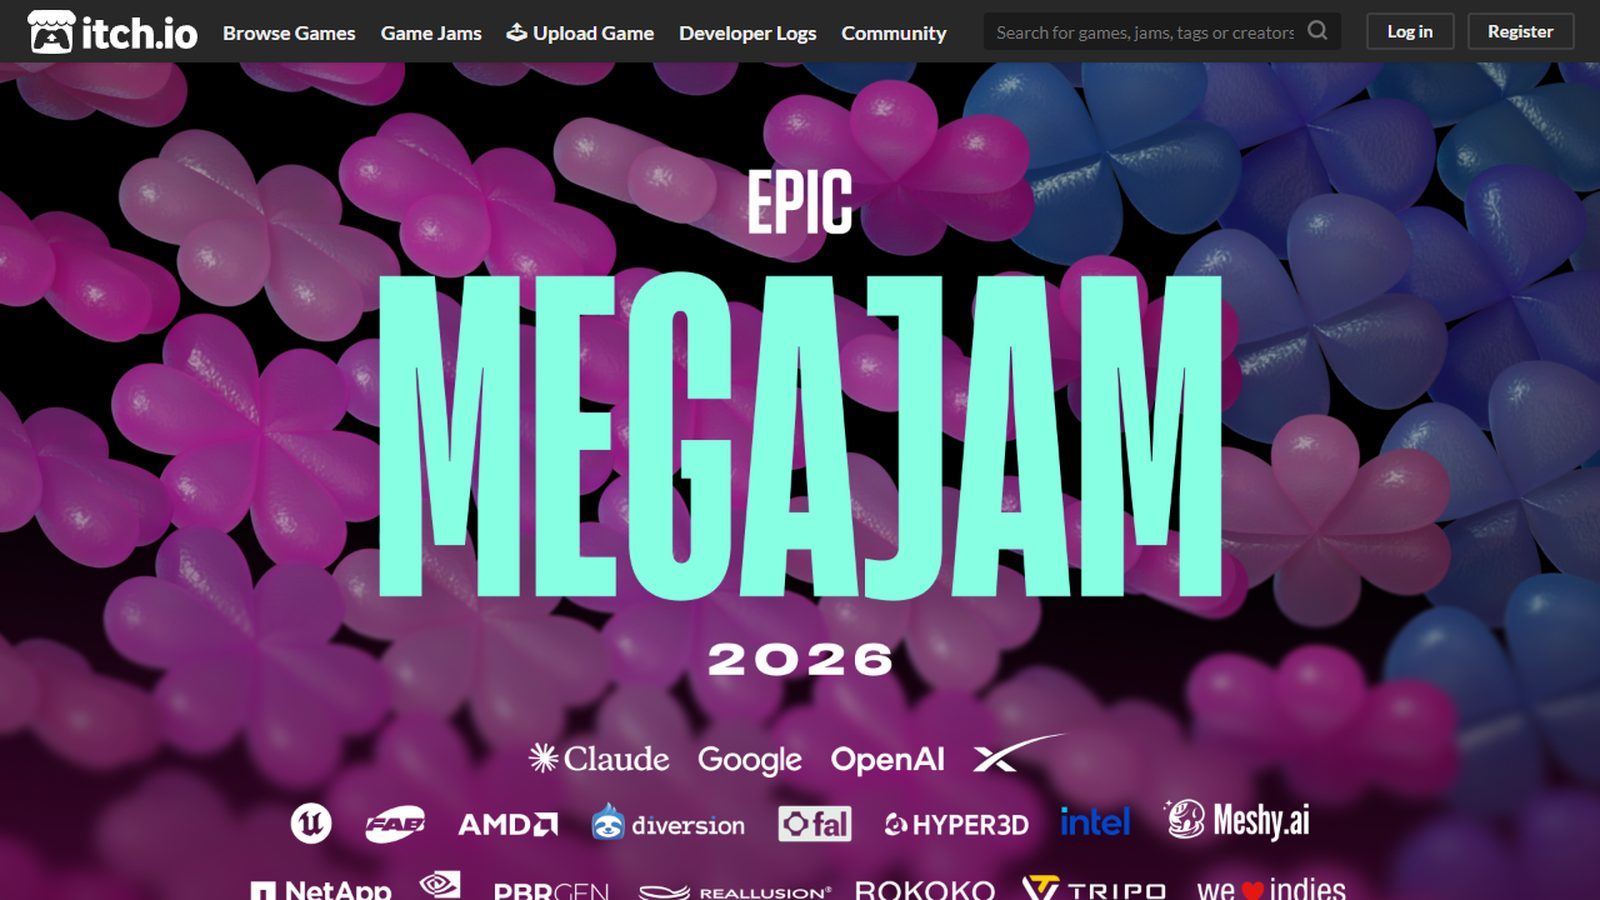 itch.io Browse Games Game Jams Upload Game Developer Logs Community Search for games, jams, tags or creators Log in Register
EPIC
MEGAJAM
2026
Claude Google OpenAI X
U FAB AMD diversion fal HYPER3D intel Meshy.ai
NetApp PBRGEN REALLUSION® ROKOKO TRIPO we indies